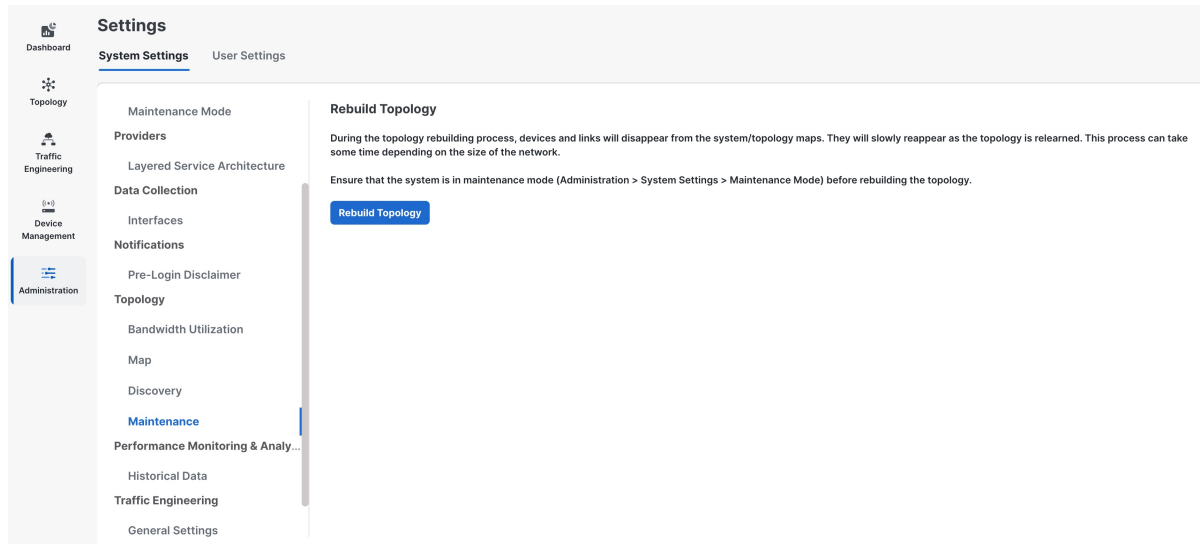 Settings
System Settings
User Settings
Dashboard
Topology
Traffic
Engineering
Device
Management
Administration
Maintenance Mode
Providers
Layered Service Architecture
Data Collection
Interfaces
Notifications
Pre-Login Disclaimer
Topology
Bandwidth Utilization
Map
Discovery
Maintenance
Performance Monitoring & Analy...
Historical Data
Traffic Engineering
General Settings
Rebuild Topology
During the topology rebuilding process, devices and links will disappear from the system/topology maps. They will slowly reappear as the topology is relearned. This process can take
some time depending on the size of the network.
Ensure that the system is in maintenance mode (Administration > System Settings > Maintenance Mode) before rebuilding the topology.
Rebuild Topology